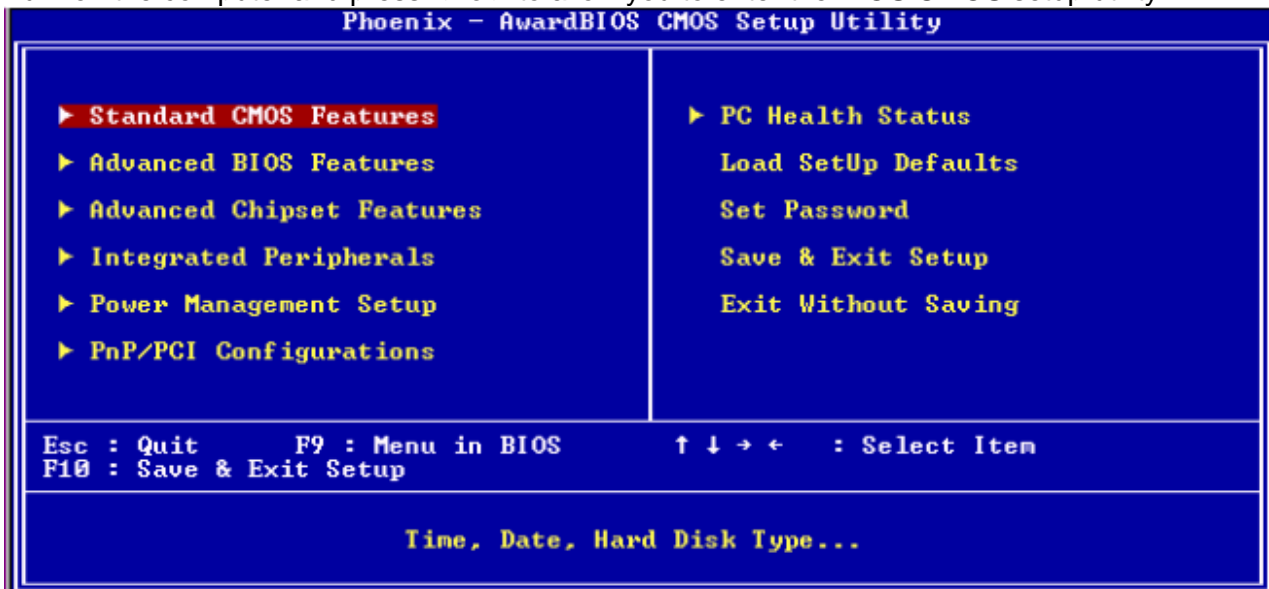 Phoenix - AwardBIOS CMOS Setup Utility
► Standard CMOS Features
► Advanced BIOS Features
► Advanced Chipset Features
► Integrated Peripherals
► Power Management Setup
► PnP/PCI Configurations
► PC Health Status
Load SetUp Defaults
Set Password
Save & Exit Setup
Exit Without Saving
Esc : Quit F9 : Menu in BIOS ↑ ↓ → ← : Select Item
F10 : Save & Exit Setup
Time, Date, Hard Disk Type...